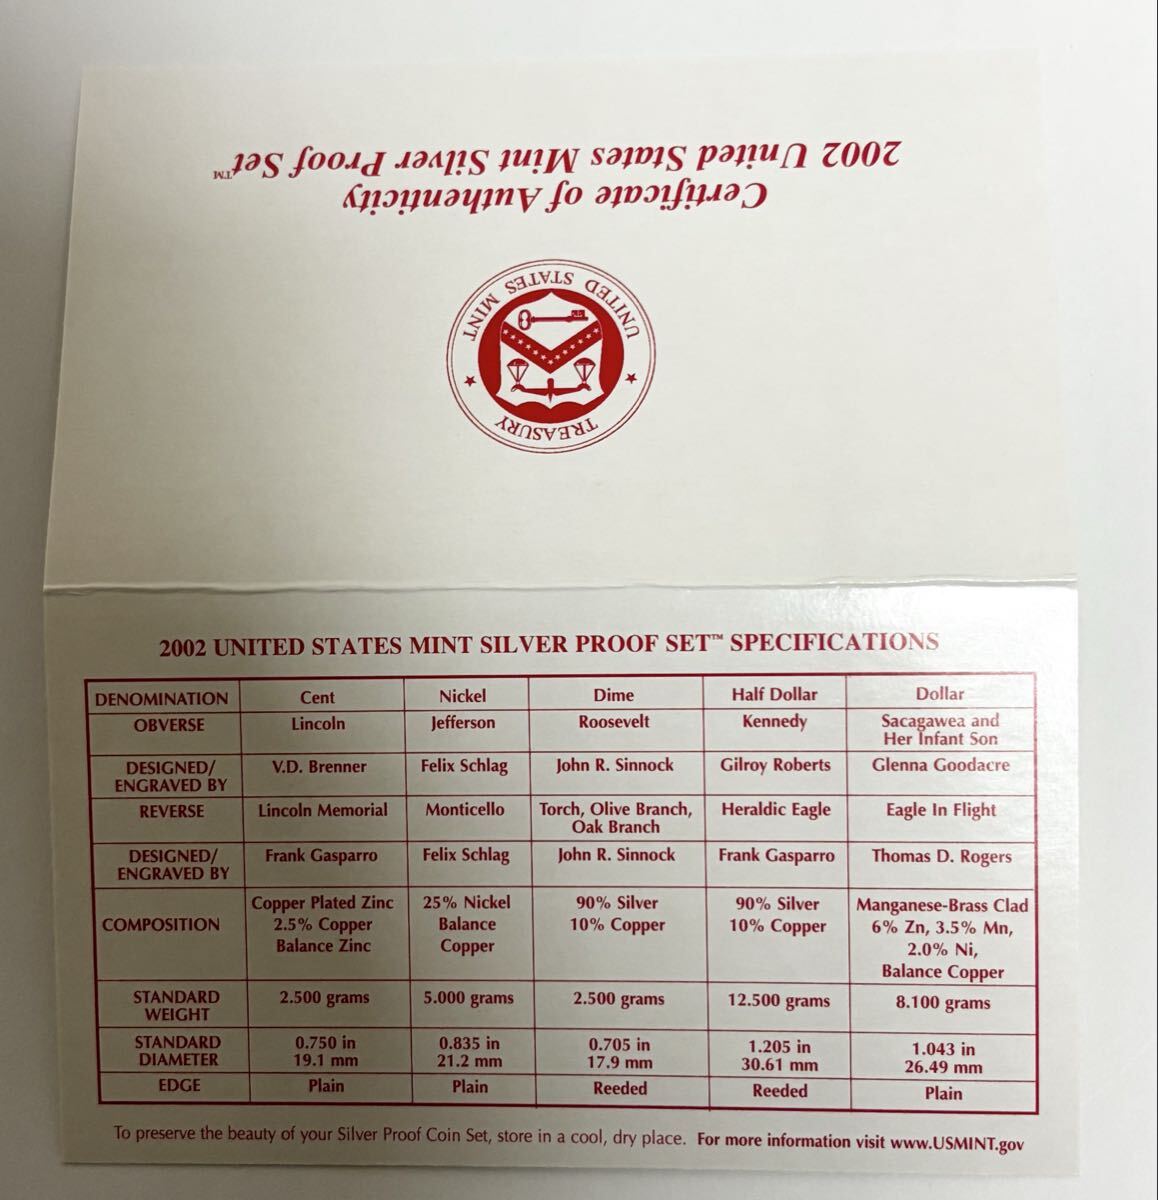 2002 United States Mint Silver Proof Set™
Certificate of Authenticity
UNITED STATES MINT
TREASURY
2002 UNITED STATES MINT SILVER PROOF SET™ SPECIFICATIONS
DENOMINATION Cent Nickel Dime Half Dollar Dollar
OBVERSE Lincoln Jefferson Roosevelt Kennedy Sacagawea and
Her Infant Son
DESIGNED/ V.D. Brenner Felix Schlag John R. Sinnock Gilroy Roberts Glenna Goodacre
ENGRAVED BY
REVERSE Lincoln Memorial Monticello Torch, Olive Branch, Heraldic Eagle Eagle In Flight
Oak Branch
DESIGNED/ Frank Gasparro Felix Schlag John R. Sinnock Frank Gasparro Thomas D. Rogers
ENGRAVED BY
Copper Plated Zinc 25% Nickel 90% Silver 90% Silver Manganese-Brass Clad
COMPOSITION 2.5% Copper Balance 10% Copper 10% Copper 6% Zn, 3.5% Mn,
Balance Zinc Copper 2.0% Ni,
Balance Copper
STANDARD 2.500 grams 5.000 grams 2.500 grams 12.500 grams 8.100 grams
WEIGHT
STANDARD 0.750 in 0.835 in 0.705 in 1.205 in 1.043 in
DIAMETER 19.1 mm 21.2 mm 17.9 mm 30.61 mm 26.49 mm
EDGE Plain Plain Reeded Reeded Plain
To preserve the beauty of your Silver Proof Coin Set, store in a cool, dry place. For more information visit www.USMINT.gov